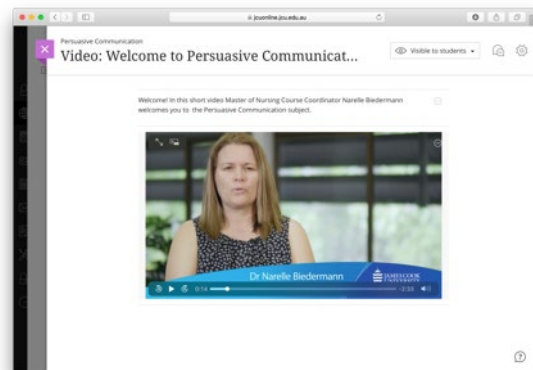 jcuonline.jcu.edu.au
Persuasive Communication
Video: Welcome to Persuasive Communicat...
Visible to students
Welcome! In this short video Master of Nursing Course Coordinator Narelle Biedermann
welcomes you to the Persuasive Communication subject.
Dr Narelle Biedermann
JAMES COOK
UNIVERSITY
0:14
-2:33